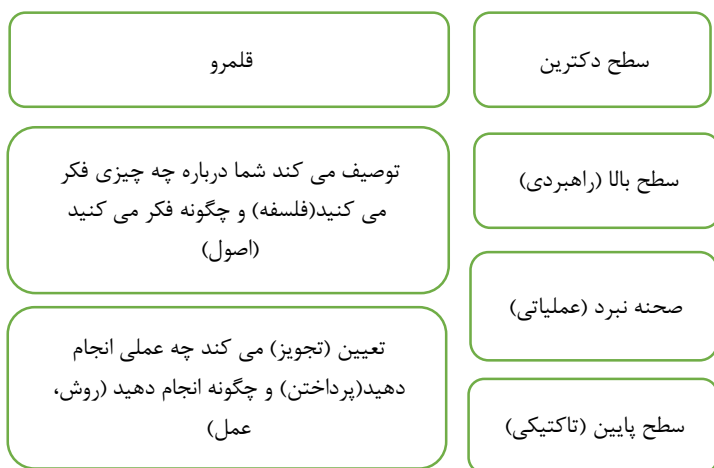 سطح دکترین
قلمرو
سطح بالا (راهبردی)
توصیف می کند شما درباره چه چیزی فکر
می کنید(فلسفه) و چگونه فکر می کنید
(اصول)
صحنه نبرد (عملیاتی)
تعیین (تجویز) می کند چه عملی انجام
دهید(پرداختن) و چگونه انجام دهید (روش،
عمل)
سطح پایین (تاکتیکی)